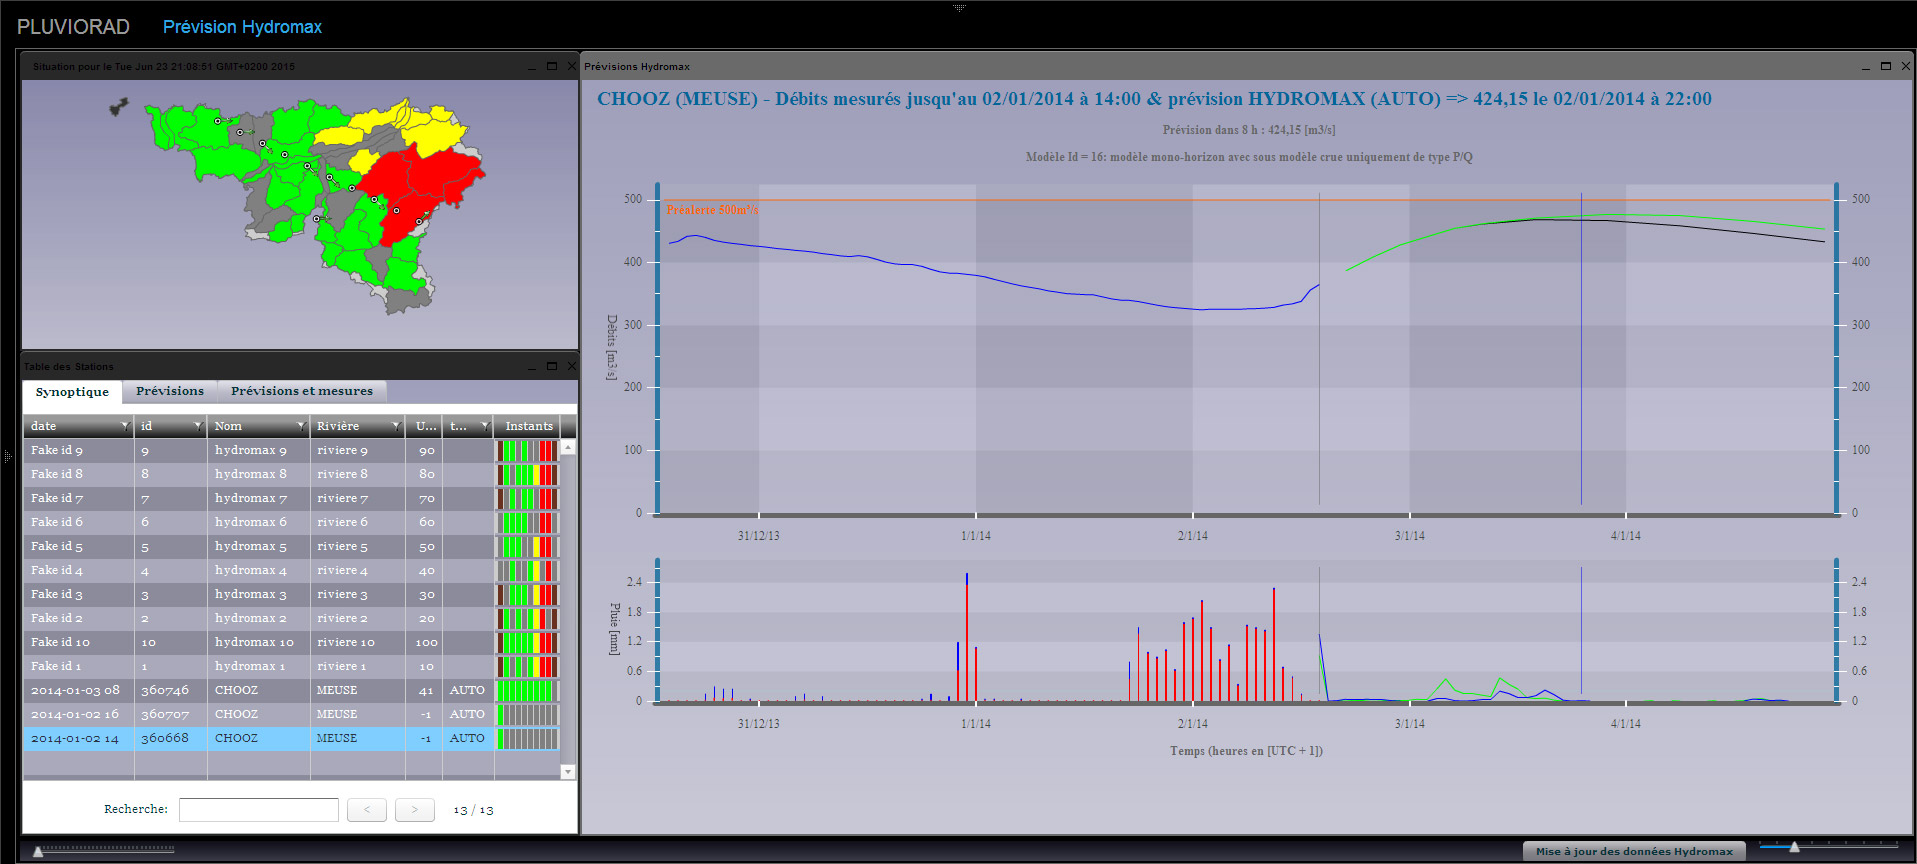 PLUVIORAD Prévision Hydromax
Situation pour le Tue Jun 23 21:08:51 GMT+0200 2015
Prévisions Hydromax
CHOOZ (MEUSE) - Débits mesurés jusqu'au 02/01/2014 à 14:00 & prévision HYDROMAX (AUTO) => 424,15 le 02/01/2014 à 22:00
Prévision dans 8 h : 424,15 [m3/s]
Modèle Id = 16: modèle mono-horizon avec sous modèle crue uniquement de type P/Q
Préalerte 500m³/s
500 500
400 400
300 300
200 200
100 100
0 0
Débits [m3/s]
31/12/13 1/1/14 2/1/14 3/1/14 4/1/14
2.4 2.4
1.8 1.8
1.2 1.2
0.6 0.6
0 0
Pluie [mm]
31/12/13 1/1/14 2/1/14 3/1/14 4/1/14
Temps (heures en [UTC + 1])
Table des Stations
Synoptique Prévisions Prévisions et mesures
date id Nom Rivière U... t... Instants
Fake id 9 9 hydromax 9 riviere 9 90
Fake id 8 8 hydromax 8 riviere 8 80
Fake id 7 7 hydromax 7 riviere 7 70
Fake id 6 6 hydromax 6 riviere 6 60
Fake id 5 5 hydromax 5 riviere 5 50
Fake id 4 4 hydromax 4 riviere 4 40
Fake id 3 3 hydromax 3 riviere 3 30
Fake id 2 2 hydromax 2 riviere 2 20
Fake id 10 10 hydromax 10 riviere 10 100
Fake id 1 1 hydromax 1 riviere 1 10
2014-01-03 08 360746 CHOOZ MEUSE 41 AUTO
2014-01-02 16 360707 CHOOZ MEUSE -1 AUTO
2014-01-02 14 360668 CHOOZ MEUSE -1 AUTO
Recherche: < > 13 / 13
Mise à jour des données Hydromax